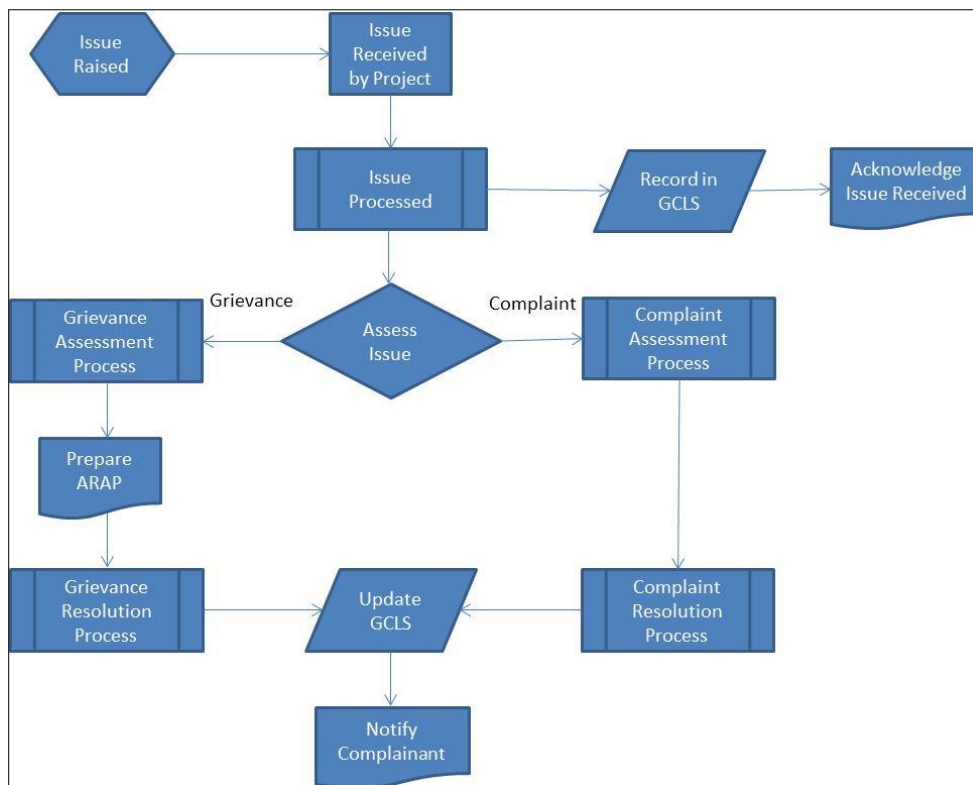 Issue
Raised
Issue
Received
by Project
Issue
Processed
Record in
GCLS
Acknowledge
Issue Received
Grievance
Complaint
Assess
Issue
Grievance
Assessment
Process
Complaint
Assessment
Process
Prepare
ARAP
Grievance
Resolution
Process
Update
GCLS
Complaint
Resolution
Process
Notify
Complainant